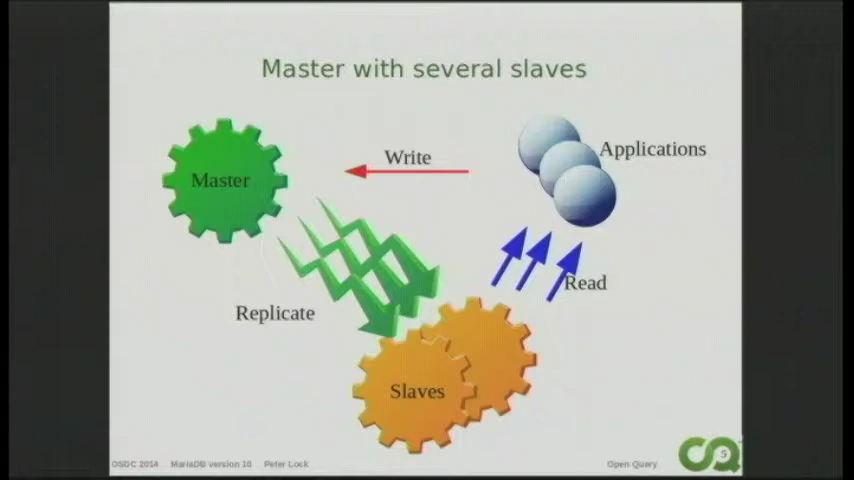 Master with several slaves
Master
Write
Applications
Replicate
Read
Slaves
OSDC 2014 MariaDB version 10 Peter Lock
Open Query
5